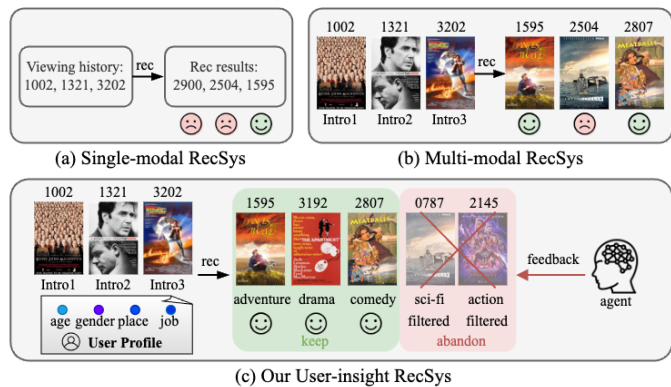 1002 1321 3202
1595 2504 2807
Viewing history:
1002, 1321, 3202
rec
Rec results:
2900, 2504, 1595
rec
Intro1 Intro2 Intro3
(a) Single-modal RecSys
(b) Multi-modal RecSys
1002 1321 3202
1595 3192 2807 0787 2145
rec
feedback
agent
Intro1 Intro2 Intro3
adventure drama comedy
sci-fi action
filtered filtered
keep
abandon
age gender place job
User Profile
(c) Our User-insight RecSys